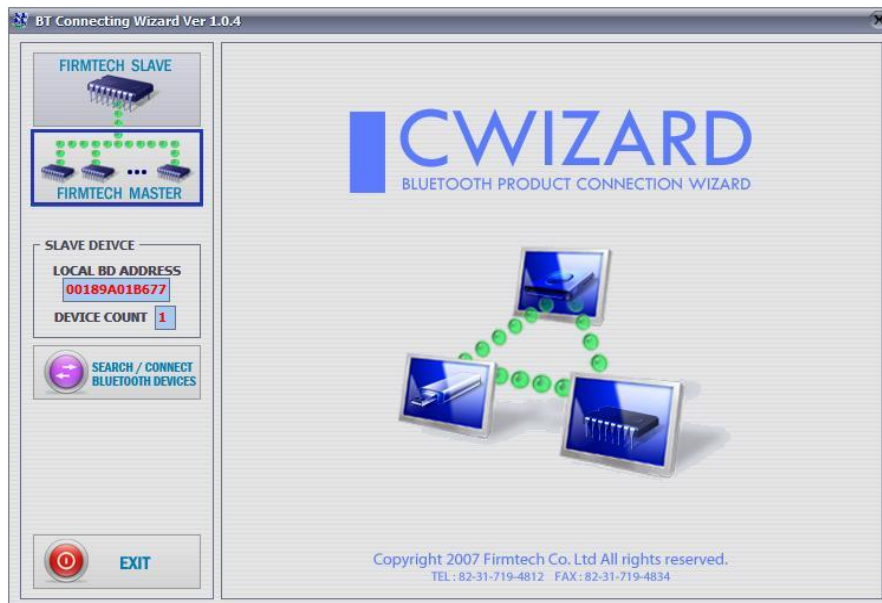 BT Connecting Wizard Ver 1.0.4
FIRMTECH SLAVE
FIRMTECH MASTER
SLAVE DEIVCE
LOCAL BD ADDRESS
00189A01B677
DEVICE COUNT 1
SEARCH / CONNECT
BLUETOOTH DEVICES
EXIT
CWIZARD
BLUETOOTH PRODUCT CONNECTION WIZARD
Copyright 2007 Firmtech Co. Ltd All rights reserved.
TEL : 82-31-719-4812 FAX : 82-31-719-4834